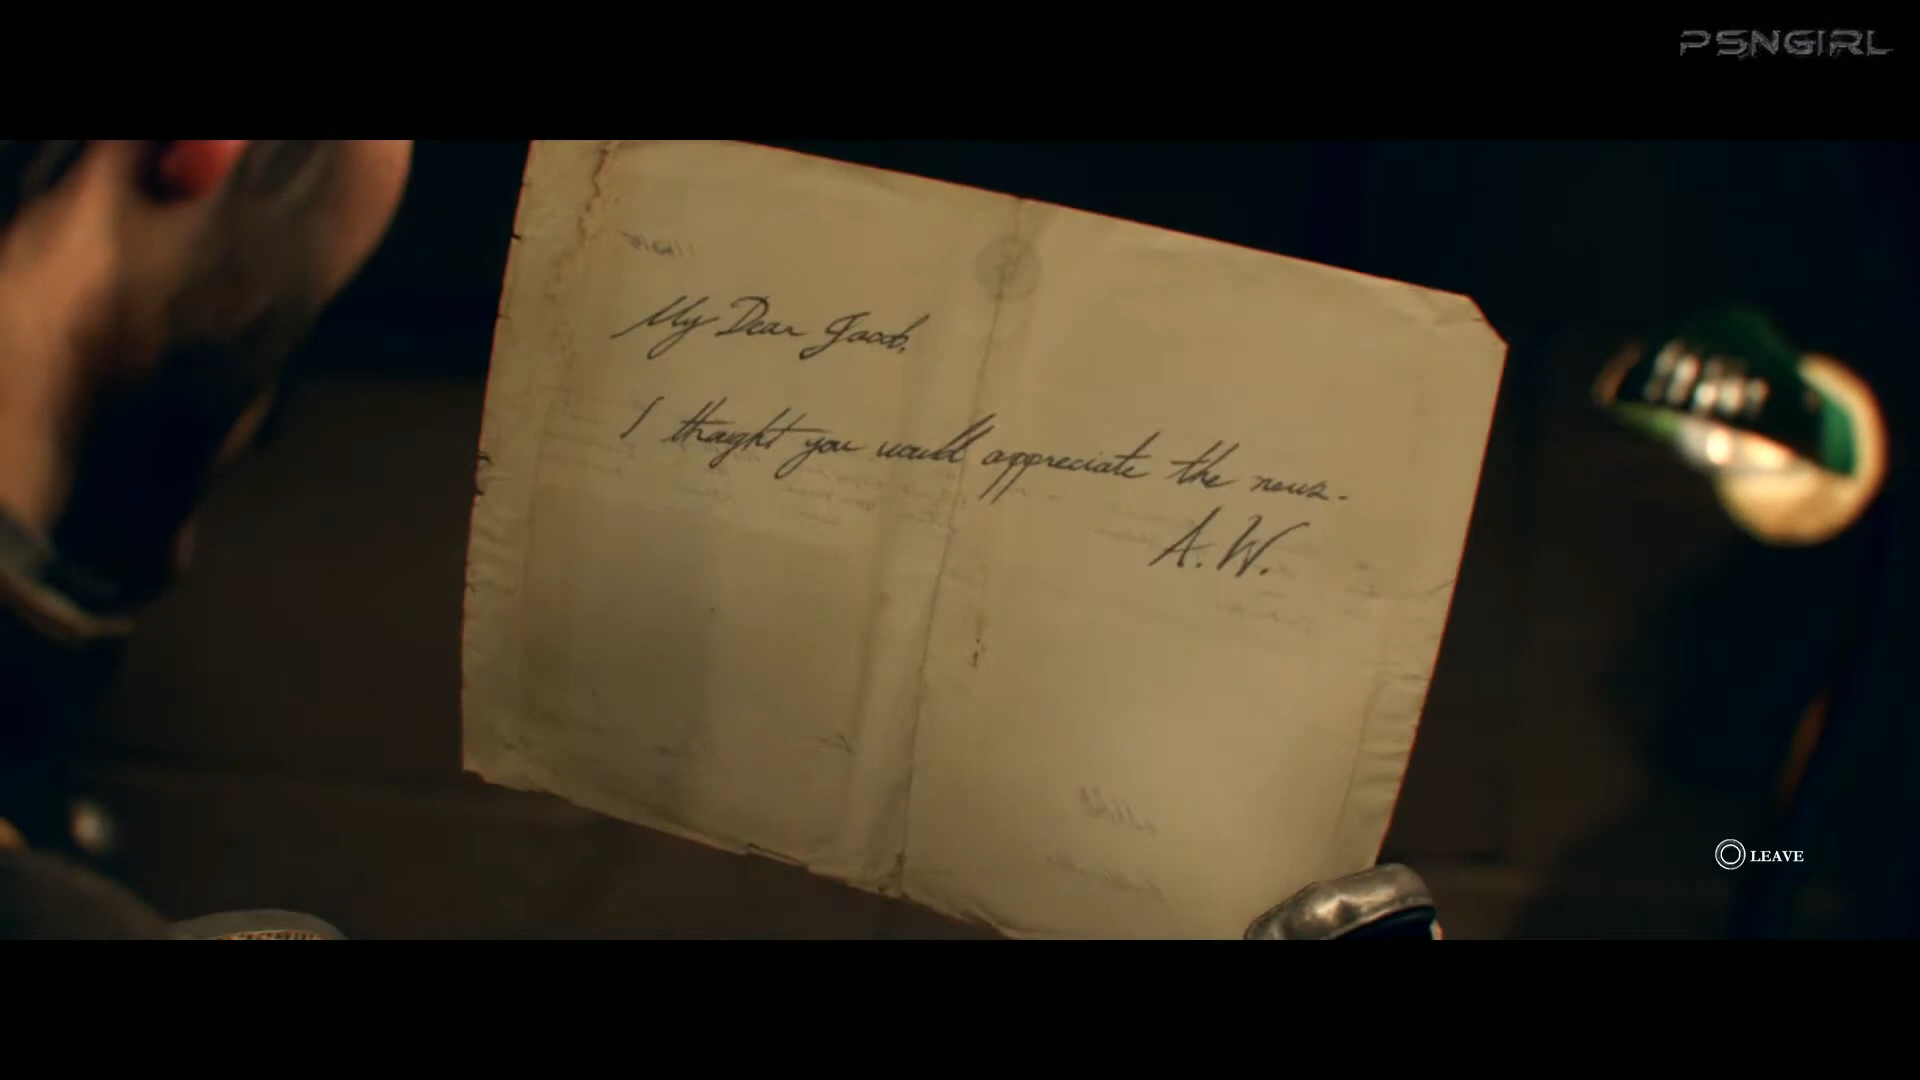 PSNGIRL
My Dear Jacob,
I thought you would appreciate the news.
A.W.
LEAVE